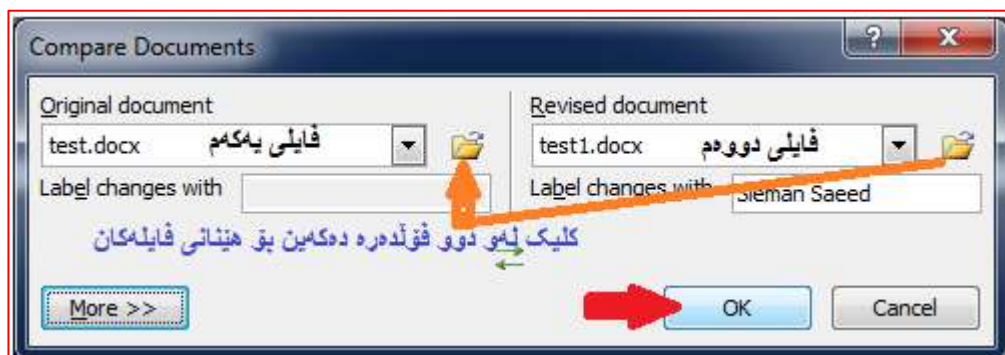 Compare Documents
Original document
test.docx فایلی یەکەم
Label changes with
Revised document
test1.docx فایلی دووەم
Label changes with Sleman Saeed
کلیک لەو دوو فۆڵدەرە دەکەین بۆ هێنانی فایلەکان
More >>
OK
Cancel